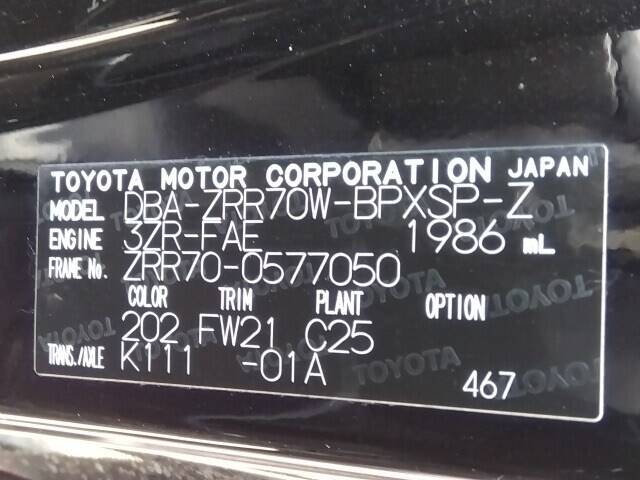 TOYOTA MOTOR CORPORATION JAPAN
MODEL DBA-ZRR70W-BPXSP-Z
ENGINE 3ZR-FAE 1986 mL
FRAME No. ZRR70-0577050
COLOR TRIM PLANT OPTION
202 FW21 C25
TRANS./AXLE K111 -01A
467